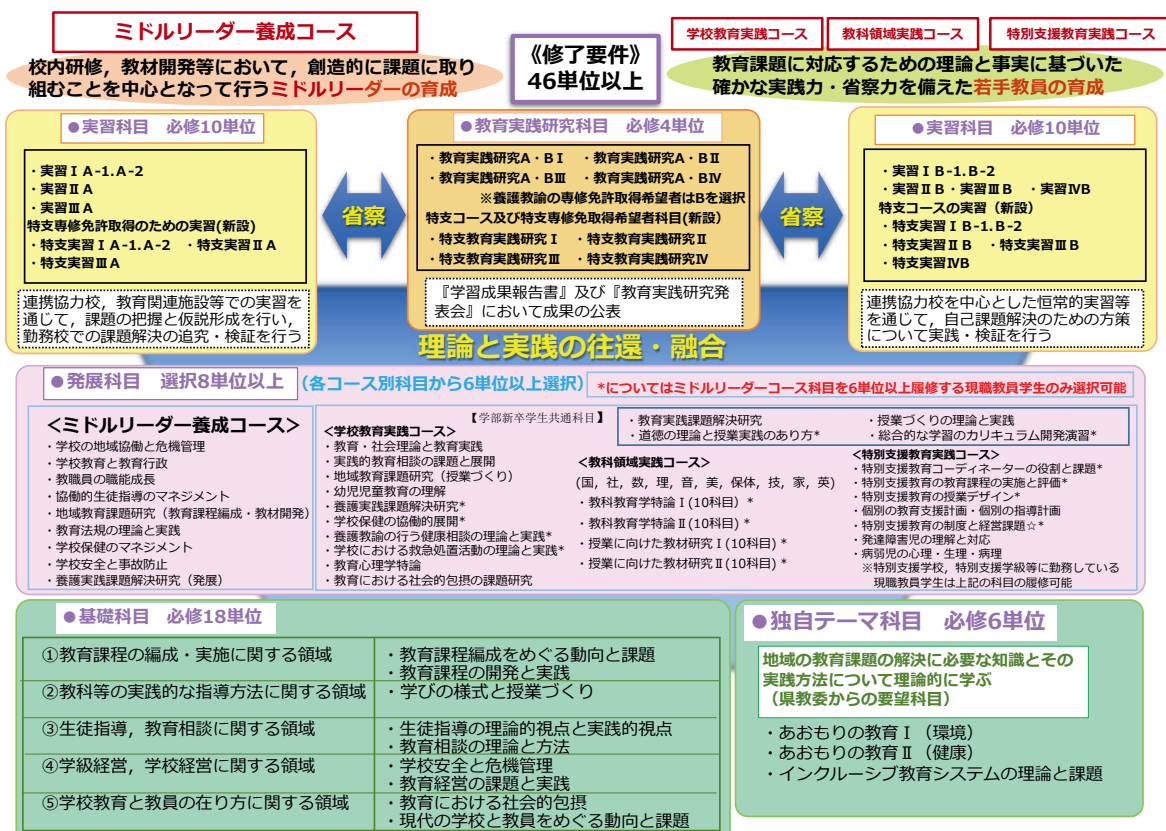 ミドルリーダー養成コース
校内研修，教材開発等において，創造的に課題に取り
組むことを中心となって行うミドルリーダーの育成
《修了要件》
46単位以上
学校教育実践コース
教科領域実践コース
特別支援教育実践コース
教育課題に対応するための理論と事実に基づいた
確かな実践力・省察力を備えた若手教員の育成
●実習科目　必修10単位
・実習ⅠA-1.A-2
・実習ⅡA
・実習ⅢA
特支専修免許取得のための実習(新設)
・特支実習ⅠA-1.A-2　・特支実習ⅡA
・特支実習ⅢA
連携協力校，教育関連施設等での実習を
通じて，課題の把握と仮説形成を行い，
勤務校での課題解決の追究・検証を行う
省察
●教育実践研究科目　必修4単位
・教育実践研究A・BⅠ　・教育実践研究A・BⅡ
・教育実践研究A・BⅢ　・教育実践研究A・BⅣ
※養護教諭の専修免許取得希望者はBを選択
特支コース及び特支専修免取得希望者科目(新設）
・特支教育実践研究Ⅰ　・特支教育実践研究Ⅱ
・特支教育実践研究Ⅲ　・特支教育実践研究Ⅳ
『学習成果報告書』及び『教育実践研究発
表会』において成果の公表
省察
●実習科目　必修10単位
・実習ⅠB-1.B-2
・実習ⅡB・実習ⅢB　・実習ⅣB
特支コースの実習（新設）
・特支実習ⅠB-1.B-2
・特支実習ⅡB　・特支実習ⅢB
・特支実習ⅣB
連携協力校を中心とした恒常的実習等
を通じて，自己課題解決のための方策
について実践・検証を行う
理論と実践の往還・融合
●発展科目　選択8単位以上
（各コース別科目から6単位以上選択）
*についてはミドルリーダーコース科目を6単位以上履修する現職教員学生のみ選択可能
＜ミドルリーダー養成コース＞
・学校の地域協働と危機管理
・学校教育と教育行政
・教職員の職能成長
・協働的生徒指導のマネジメント
・地域教育課題研究（教育課程編成・教材開発）
・教育法規の理論と実践
・学校保健のマネジメント
・学校安全と事故防止
・養護実践課題解決研究（発展）
【学部新卒学生共通科目】
・教育実践課題解決研究
・道徳の理論と授業実践のあり方*
・授業づくりの理論と実践
・総合的な学習のカリキュラム開発演習*
＜学校教育実践コース＞
・教育・社会理論と教育実践
・実践的教育相談の課題と展開
・地域教育課題研究（授業づくり）
・幼児児童教育の理解
・養護実践課題解決研究*
・学校保健の協働的展開*
・養護教諭の行う健康相談の理論と実践*
・学校における救急処置活動の理論と実践*
・教育心理学特論
・教育における社会的包摂の課題研究
＜教科領域実践コース＞
(国，社，数，理，音，美，保体，技，家，英)
・教科教育学特論Ⅰ(10科目）*
・教科教育学特論Ⅱ(10科目) *
・授業に向けた教材研究Ⅰ(10科目) *
・授業に向けた教材研究Ⅱ(10科目) *
＜特別支援教育実践コース＞
・特別支援教育コーディネーターの役割と課題*
・特別支援教育の教育課程の実施と評価*
・特別支援教育の授業デザイン*
・個別の教育支援計画・個別の指導計画
・特別支援教育の制度と経営課題☆*
・発達障害児の理解と対応
・病弱児の心理・生理・病理
※特別支援学校，特別支援学級等に勤務している
現職教員学生は上記の科目の履修可能
●基礎科目　必修18単位
①教育課程の編成・実施に関する領域
・教育課程編成をめぐる動向と課題
・教育課程の開発と実践
②教科等の実践的な指導方法に関する領域
・学びの様式と授業づくり
③生徒指導，教育相談に関する領域
・生徒指導の理論的視点と実践的視点
・教育相談の理論と方法
④学級経営，学校経営に関する領域
・学校安全と危機管理
・教育経営の課題と実践
⑤学校教育と教員の在り方に関する領域
・教育における社会的包摂
・現代の学校と教員をめぐる動向と課題
●独自テーマ科目　必修6単位
地域の教育課題の解決に必要な知識とその
実践方法について理論的に学ぶ
（県教委からの要望科目）
・あおもりの教育Ⅰ（環境）
・あおもりの教育Ⅱ（健康）
・インクルーシブ教育システムの理論と課題